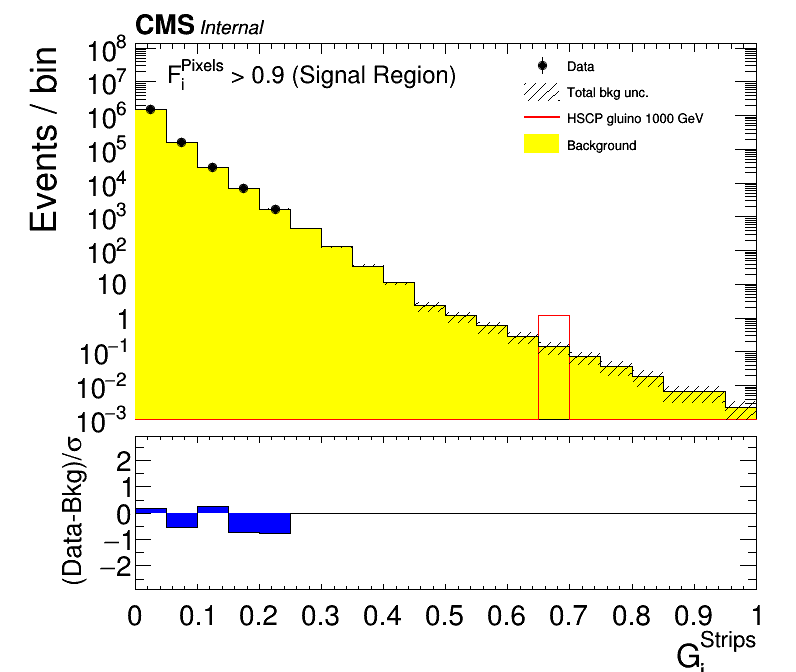 CMS Internal
F_i^Pixels > 0.9 (Signal Region)
Data
Total bkg unc.
HSCP gluino 1000 GeV
Background
Events / bin
10^8
10^7
10^6
10^5
10^4
10^3
10^2
10
1
10^−1
10^−2
10^−3
(Data-Bkg)/σ
2
1
0
−1
−2
0 0.1 0.2 0.3 0.4 0.5 0.6 0.7 0.8 0.9 1
G_i^Strips